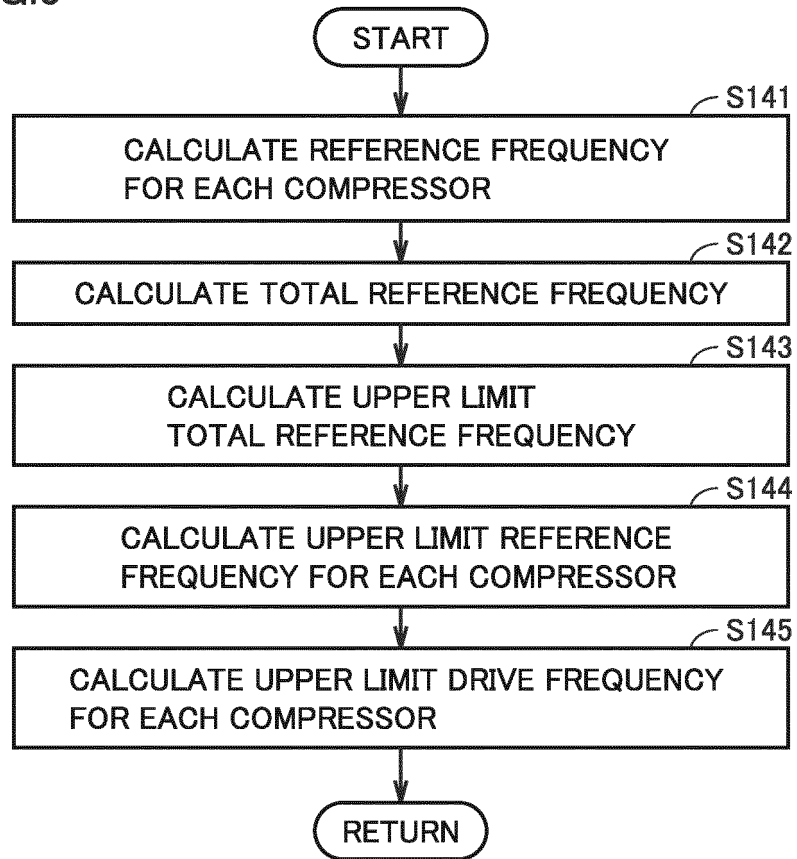 START
S141
CALCULATE REFERENCE FREQUENCY
FOR EACH COMPRESSOR
S142
CALCULATE TOTAL REFERENCE FREQUENCY
S143
CALCULATE UPPER LIMIT
TOTAL REFERENCE FREQUENCY
S144
CALCULATE UPPER LIMIT REFERENCE
FREQUENCY FOR EACH COMPRESSOR
S145
CALCULATE UPPER LIMIT DRIVE FREQUENCY
FOR EACH COMPRESSOR
RETURN